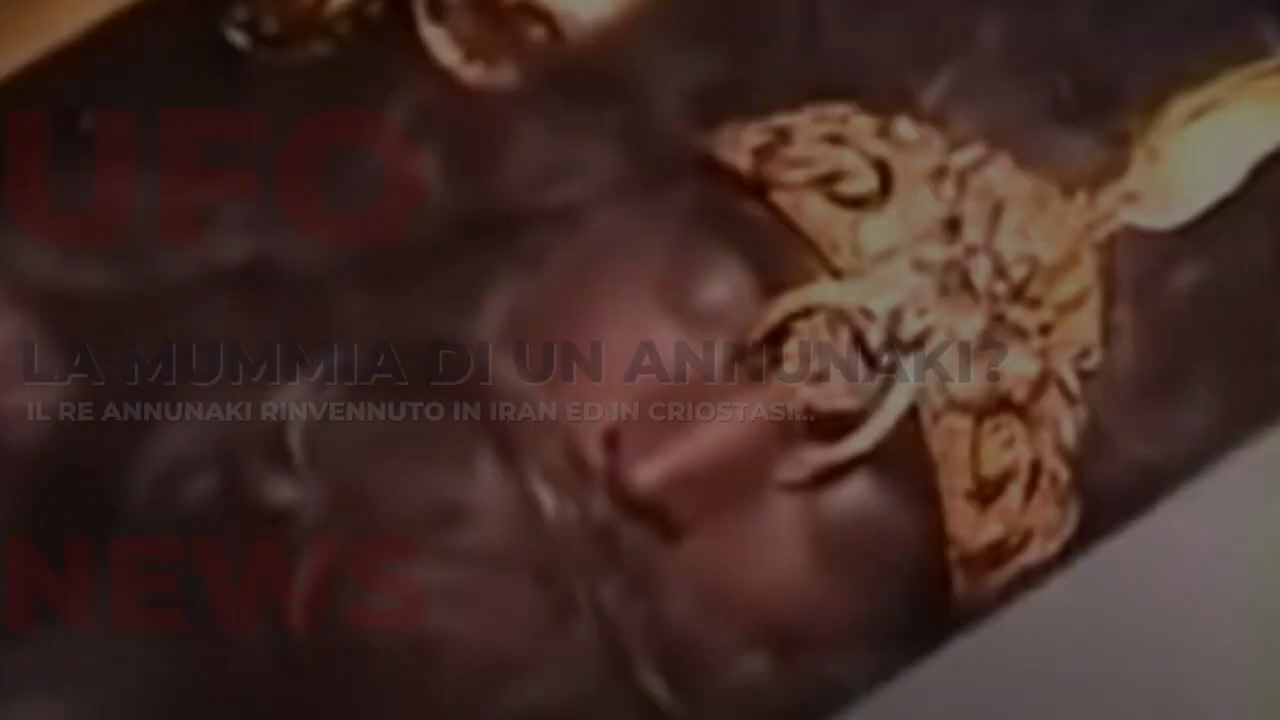 UFO
LA MUMMIA DI UN ANNUNAKI?
IL RE ANNUNAKI RINVENNUTO IN IRAN ED IN CRIOSTASI...
NEWS